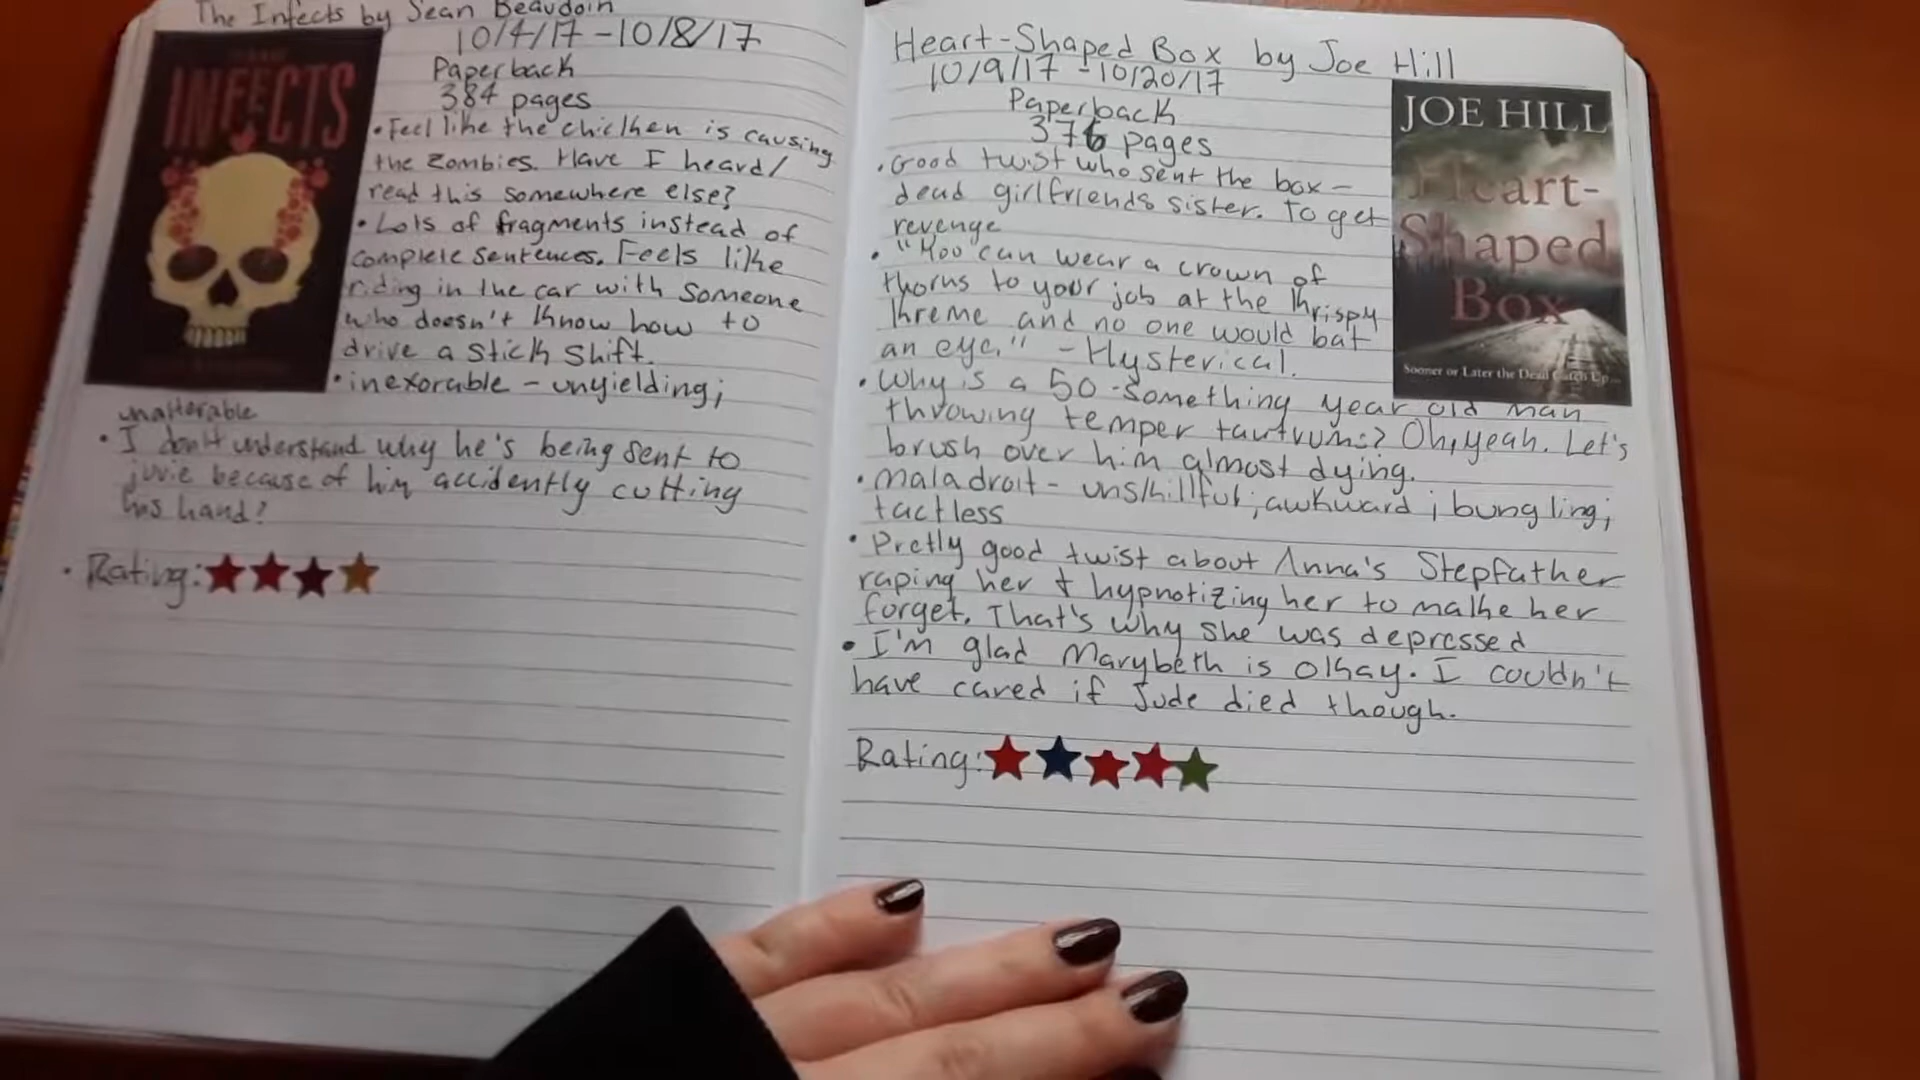 The Infects by Sean Beaudoin
10/4/17 - 10/8/17
Paperback
384 pages
INFECTS
• Feel like the chicken is causing
the zombies. Have I heard/
read this somewhere else?
• Lots of fragments instead of
complete sentences. Feels like
riding in the car with someone
who doesn't know how to
drive a stick shift.
• inexorable - unyielding;
unalterable
• I don't understand why he's being sent to
juvie because of him accidently cutting
his hand?
• Rating:
Heart-Shaped Box by Joe Hill
10/9/17 - 10/20/17
Paperback
376 pages
JOE HILL
Heart-
Shaped
Box
Sooner or Later the Dead Catch Up...
• Good twist who sent the box -
dead girlfriends sister. To get
revenge
• "Yoo can wear a crown of
thorns to your job at the Krispy
Kreme and no one would bat
an eye." - Hysterical.
• Why is a 50-something year old man
throwing temper tantrums? Oh, yeah. Let's
brush over him almost dying.
• maladroit - unskillful; awkward; bungling;
tactless
• Pretty good twist about Anna's Stepfather
raping her & hypnotizing her to make her
forget. That's why she was depressed
• I'm glad Marybeth is okay. I couldn't
have cared if Jude died though.
Rating: